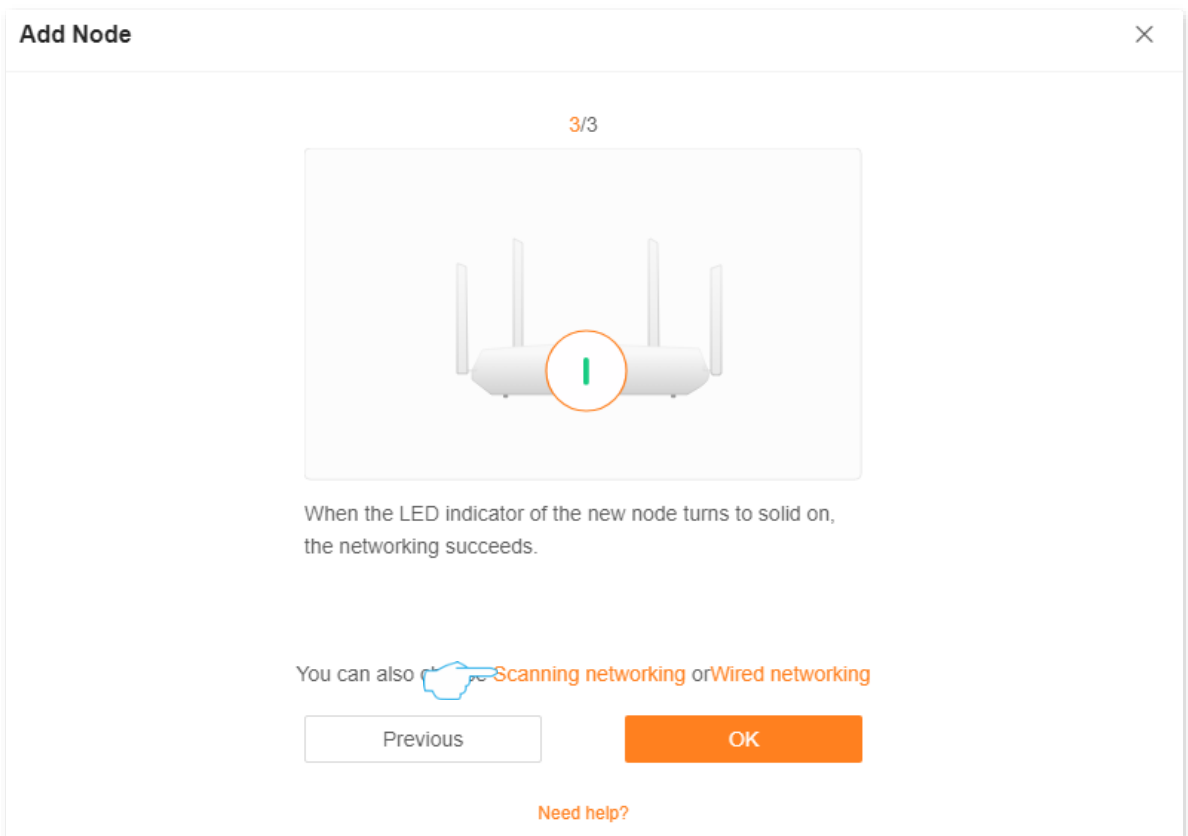 Add Node
3/3
When the LED indicator of the new node turns to solid on,
the networking succeeds.
You can also Scanning networking orWired networking
Previous
OK
Need help?